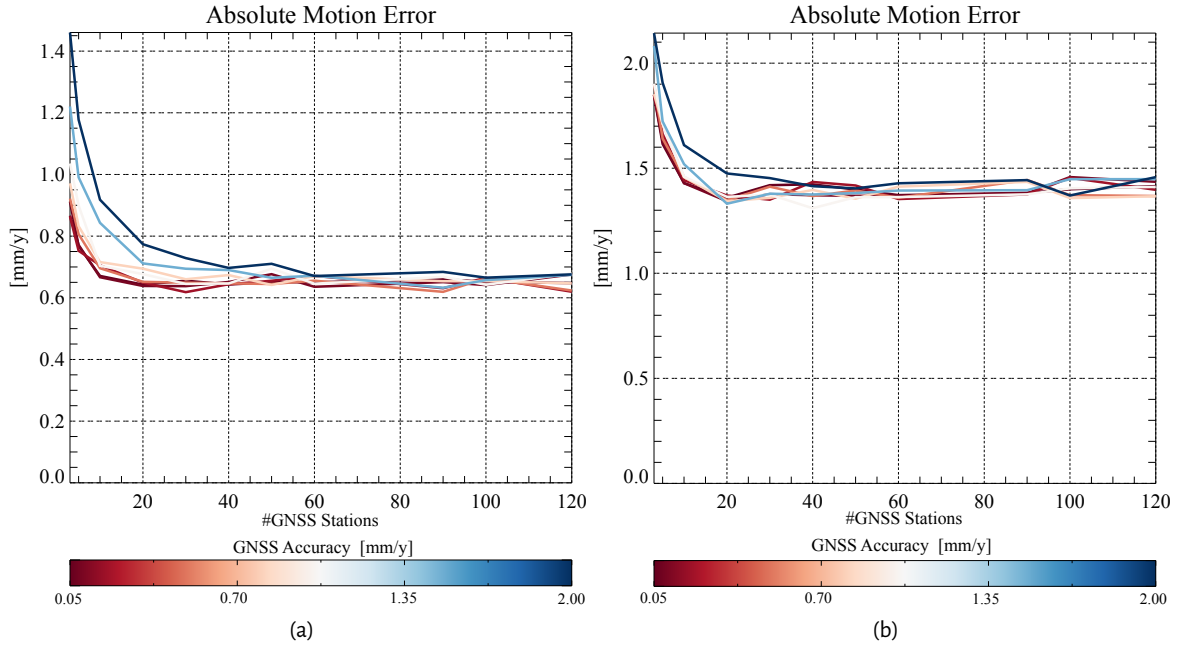 Absolute Motion Error
1.4
1.2
1.0
0.8
0.6
0.4
0.2
0.0
[mm/y]
20 40 60 80 100 120
#GNSS Stations
GNSS Accuracy [mm/y]
0.05 0.70 1.35 2.00
(a)
Absolute Motion Error
2.0
1.5
1.0
0.5
0.0
[mm/y]
20 40 60 80 100 120
#GNSS Stations
GNSS Accuracy [mm/y]
0.05 0.70 1.35 2.00
(b)